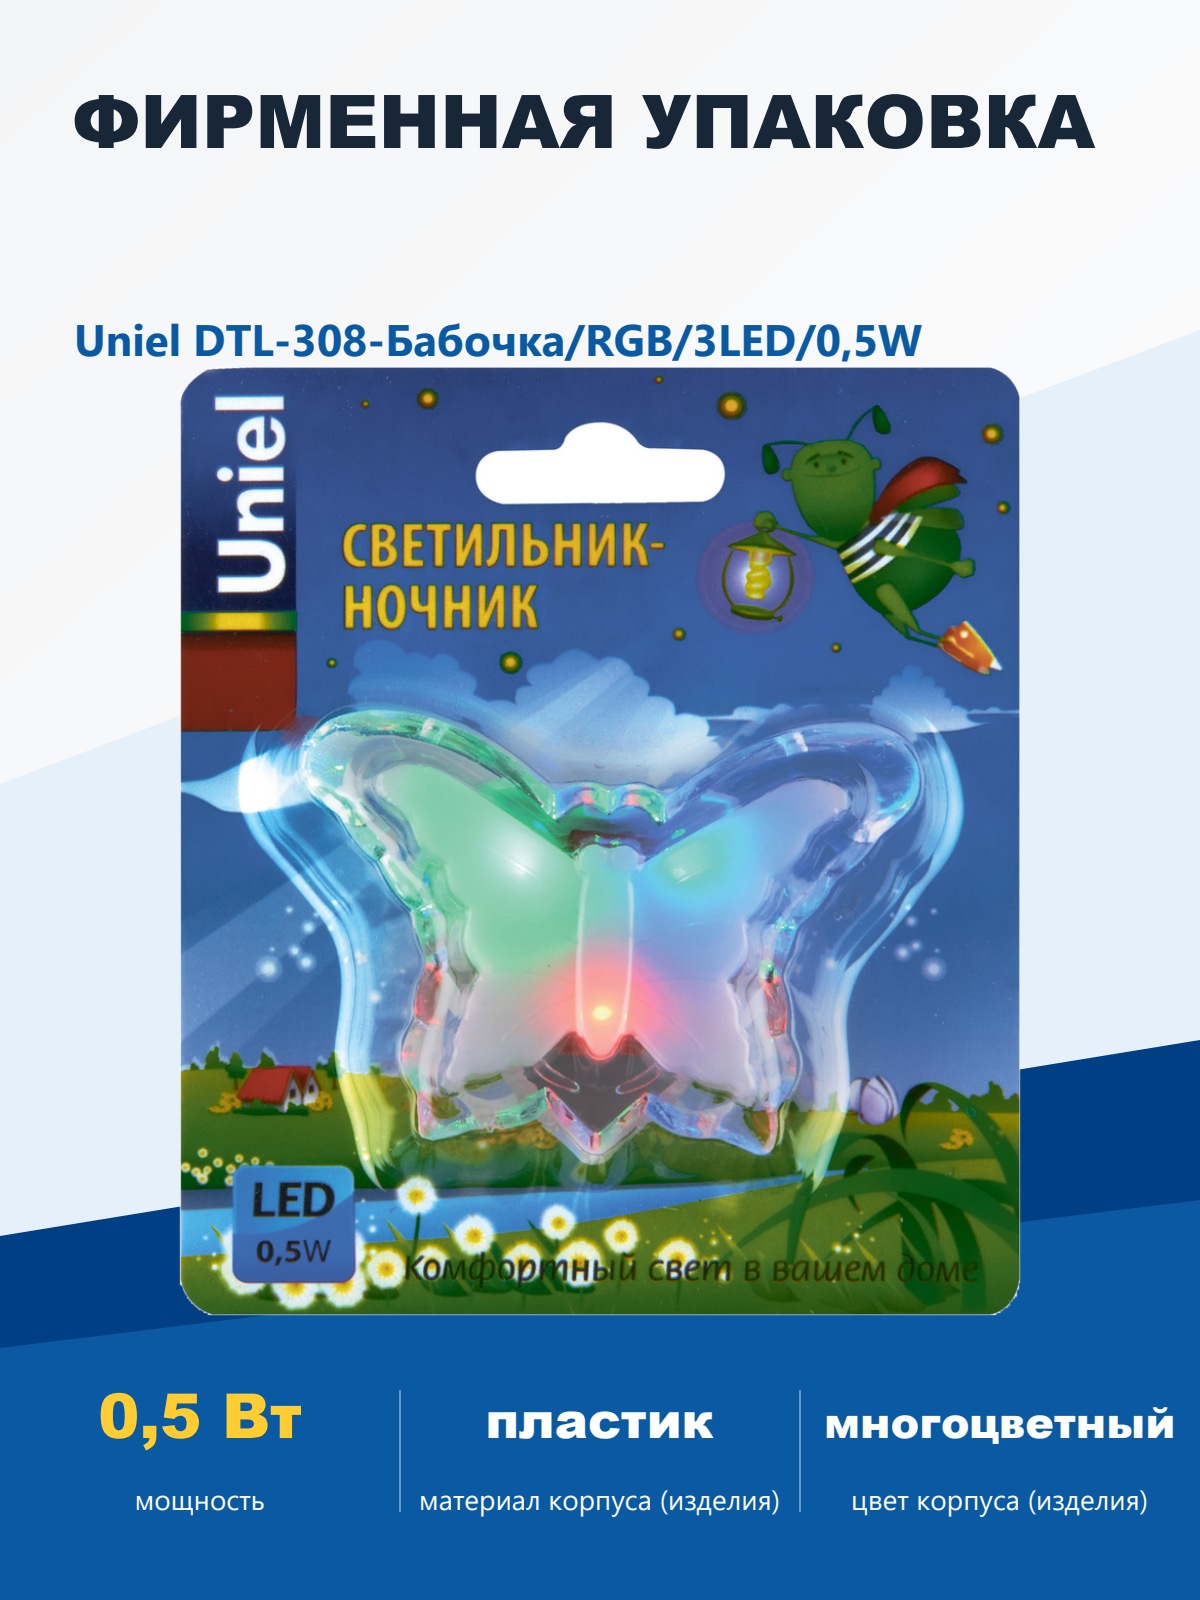 ФИРМЕННАЯ УПАКОВКА
Uniel DTL-308-Бабочка/RGB/3LED/0,5W
Uniel
СВЕТИЛЬНИК-
НОЧНИК
LED
0,5W
Комфортный свет в вашем доме
0,5 Вт
мощность
пластик
материал корпуса (изделия)
многоцветный
цвет корпуса (изделия)